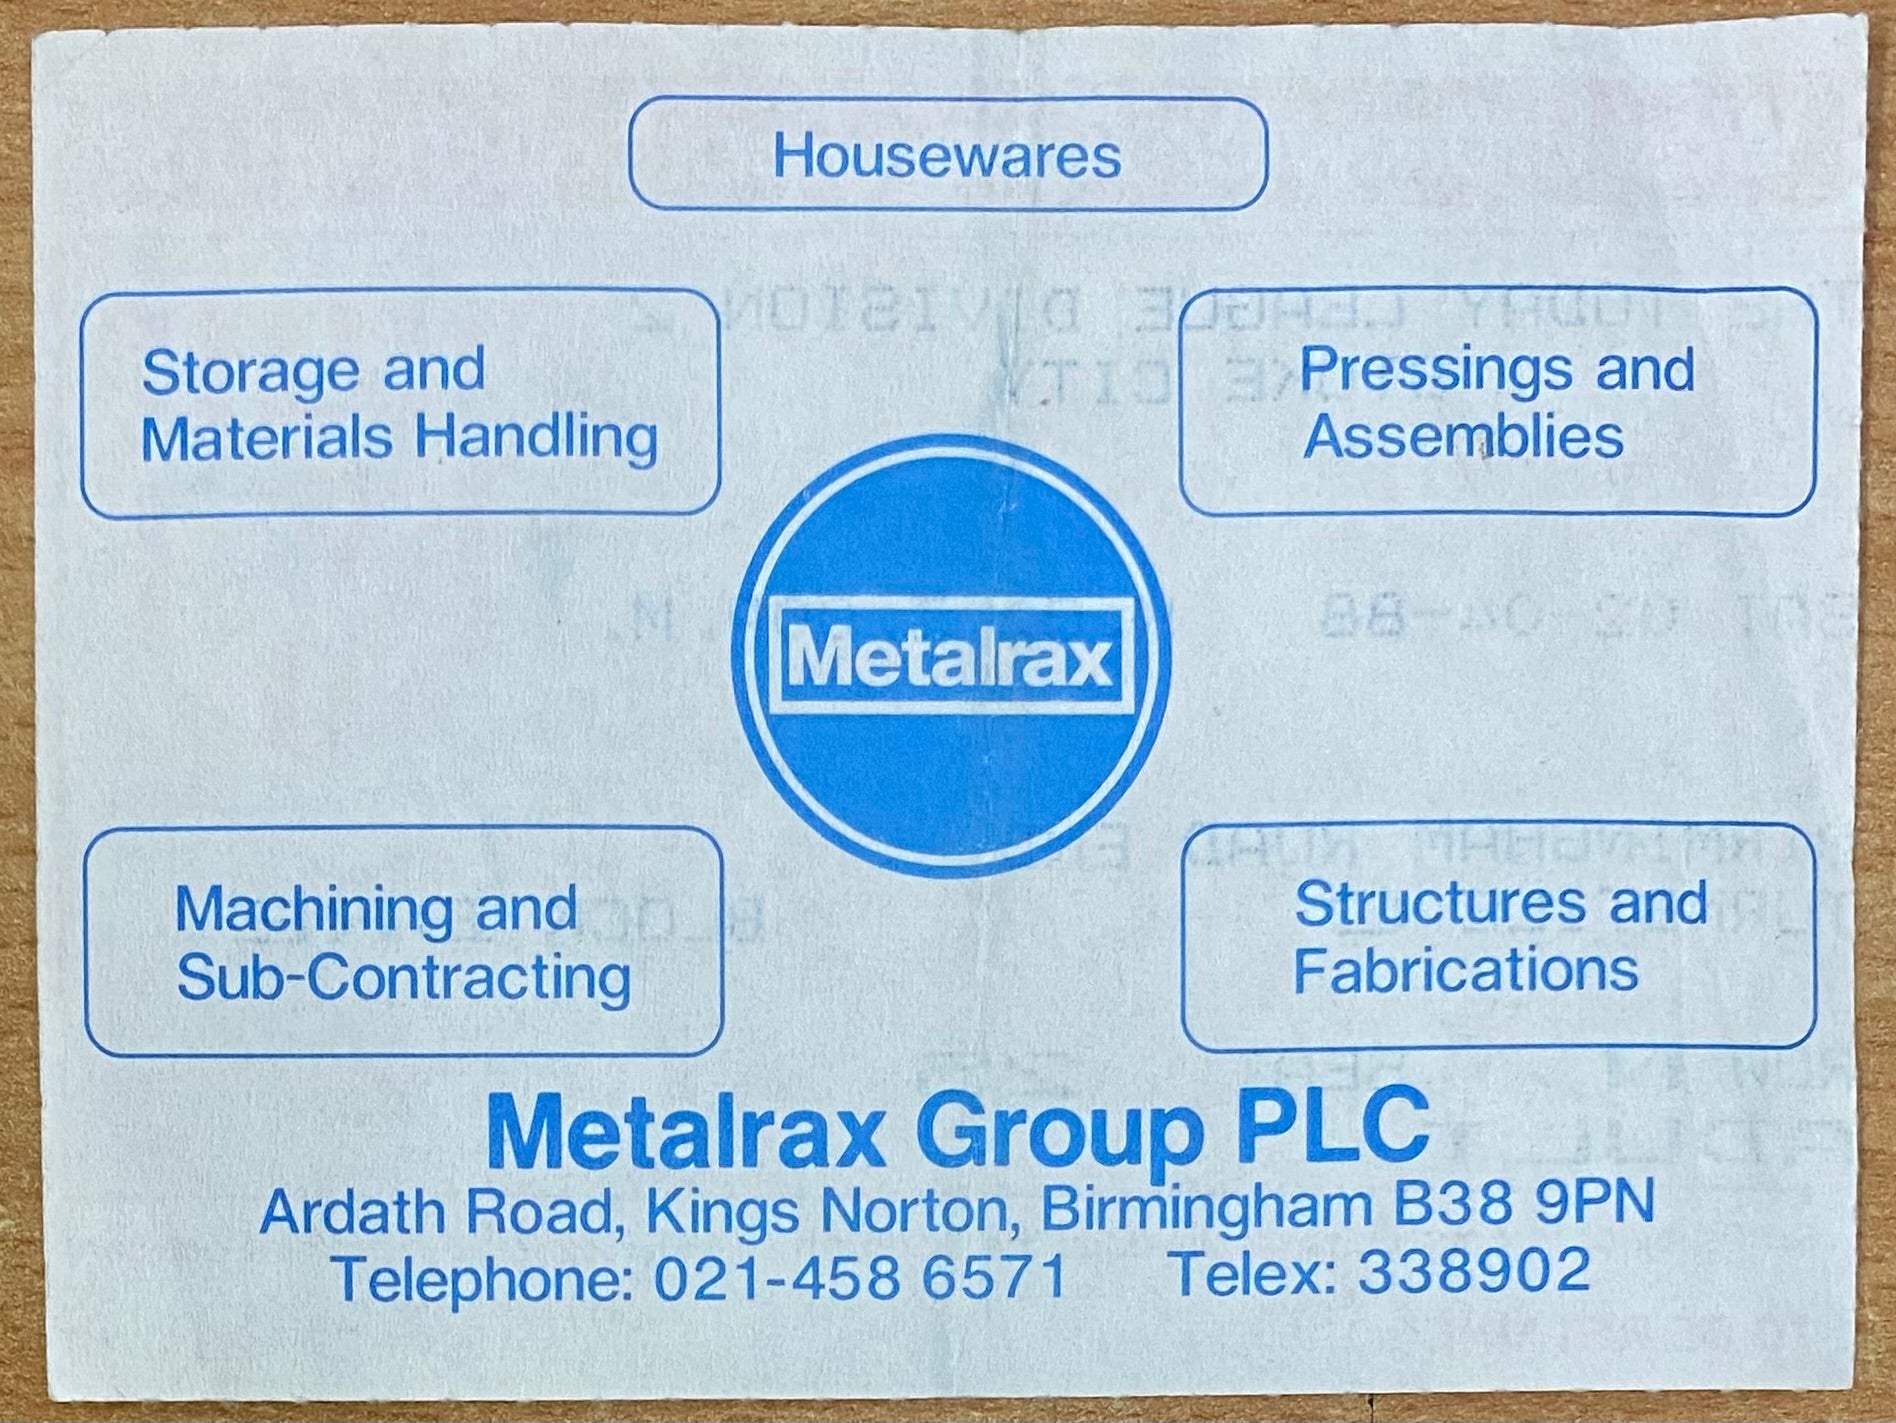 Housewares
Storage and
Materials Handling
Pressings and
Assemblies
Metalrax
Machining and
Sub-Contracting
Structures and
Fabrications
Metalrax Group PLC
Ardath Road, Kings Norton, Birmingham B38 9PN
Telephone: 021-458 6571 Telex: 338902